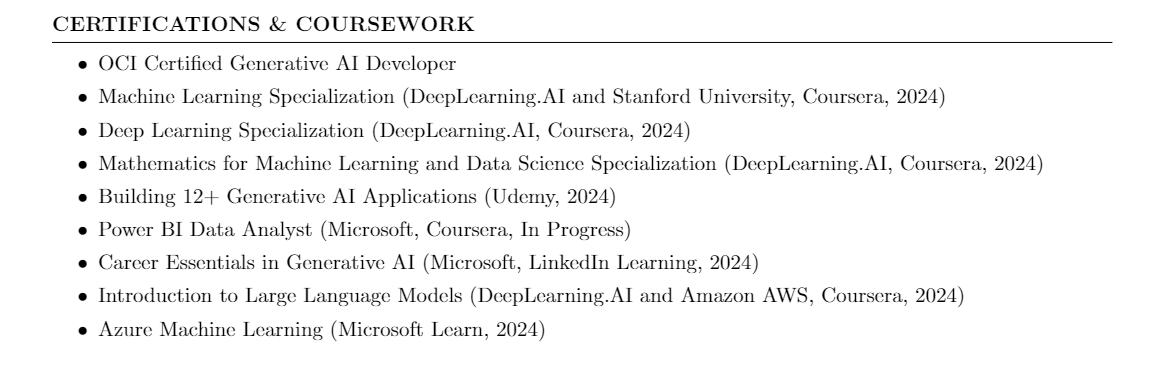 CERTIFICATIONS & COURSEWORK
• OCI Certified Generative AI Developer
• Machine Learning Specialization (DeepLearning.AI and Stanford University, Coursera, 2024)
• Deep Learning Specialization (DeepLearning.AI, Coursera, 2024)
• Mathematics for Machine Learning and Data Science Specialization (DeepLearning.AI, Coursera, 2024)
• Building 12+ Generative AI Applications (Udemy, 2024)
• Power BI Data Analyst (Microsoft, Coursera, In Progress)
• Career Essentials in Generative AI (Microsoft, LinkedIn Learning, 2024)
• Introduction to Large Language Models (DeepLearning.AI and Amazon AWS, Coursera, 2024)
• Azure Machine Learning (Microsoft Learn, 2024)